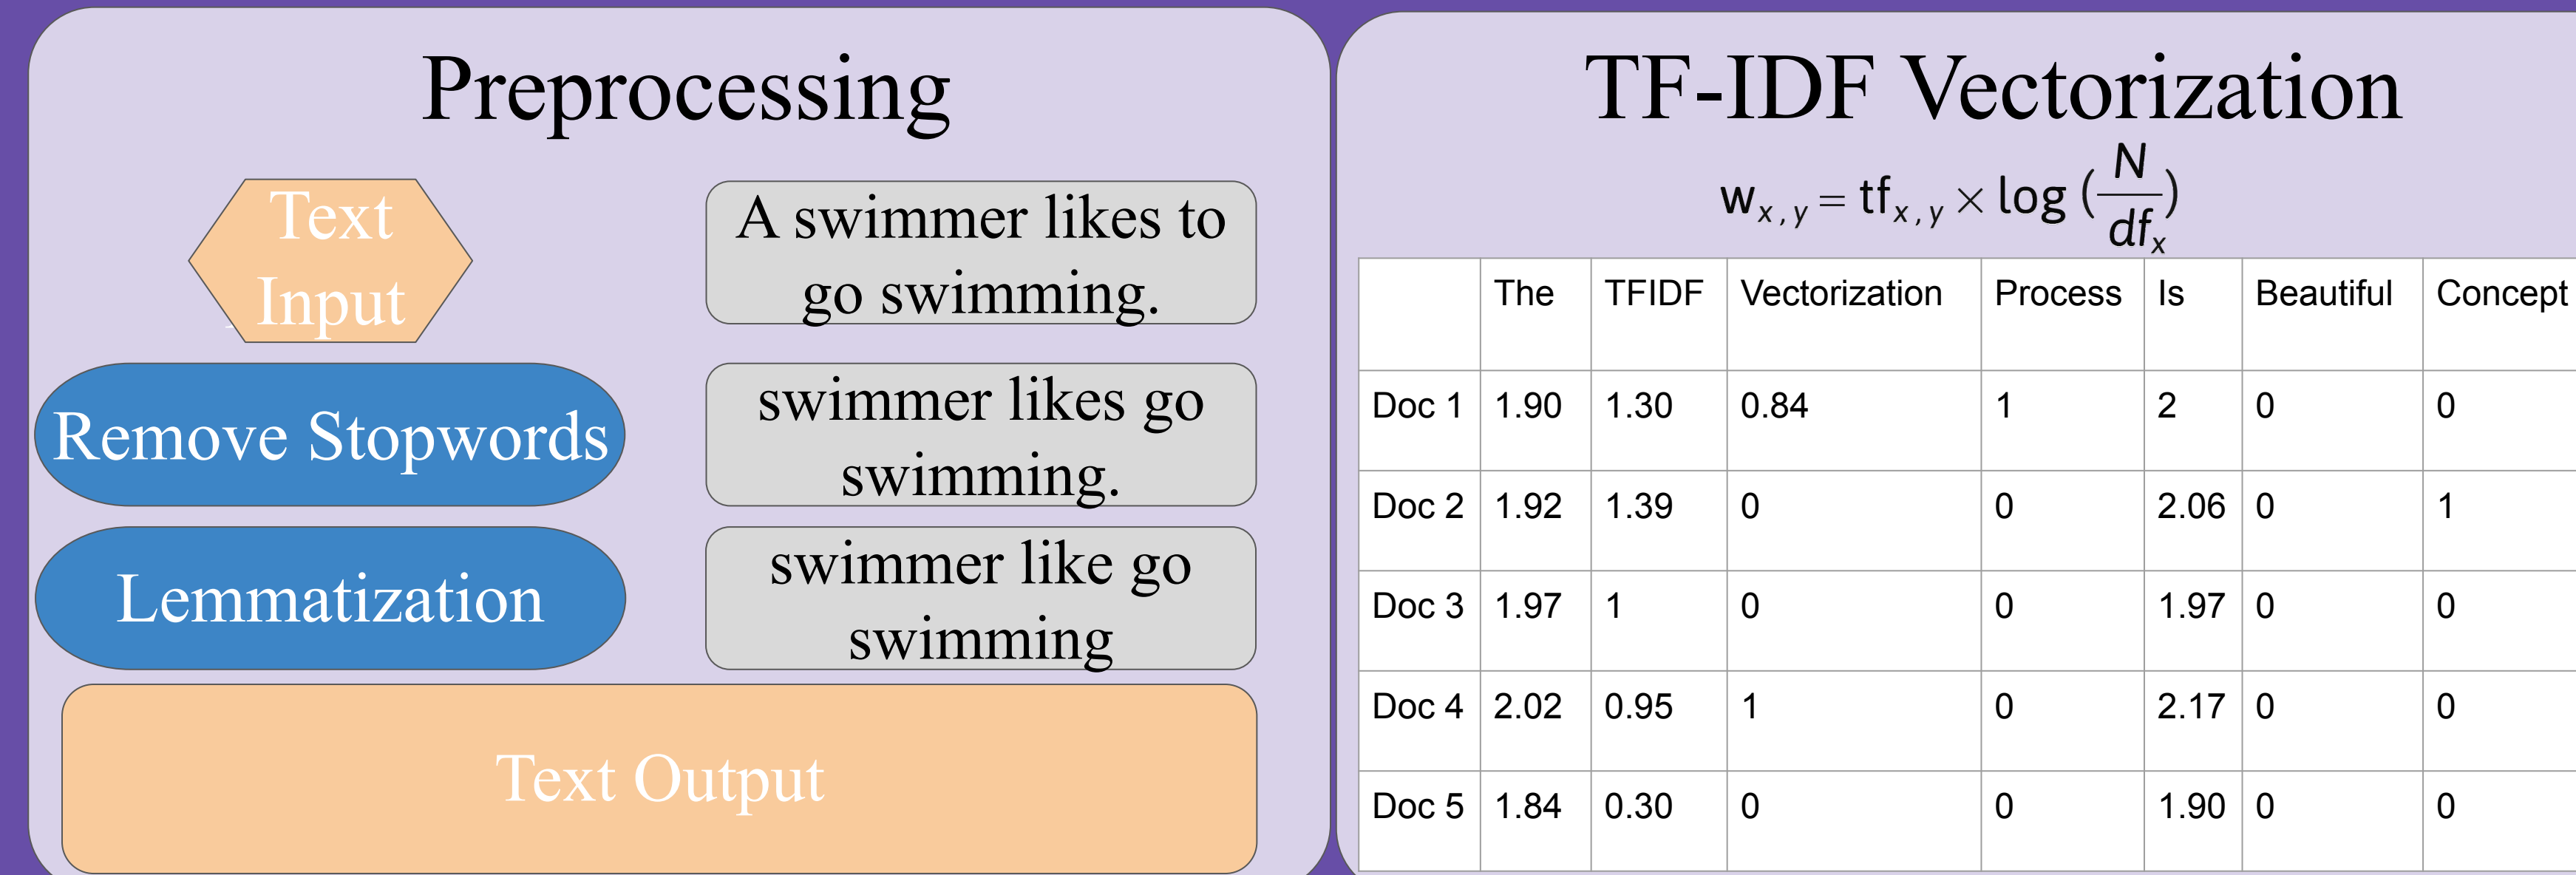 Preprocessing
Text
Input
A swimmer likes to
go swimming.
Remove Stopwords
swimmer likes go
swimming.
Lemmatization
swimmer like go
swimming
Text Output
TF-IDF Vectorization
w_{x,y} = tf_{x,y} × log (N/df_x)
The TFIDF Vectorization Process Is Beautiful Concept
Doc 1 1.90 1.30 0.84 1 2 0 0
Doc 2 1.92 1.39 0 0 2.06 0 1
Doc 3 1.97 1 0 0 1.97 0 0
Doc 4 2.02 0.95 1 0 2.17 0 0
Doc 5 1.84 0.30 0 0 1.90 0 0